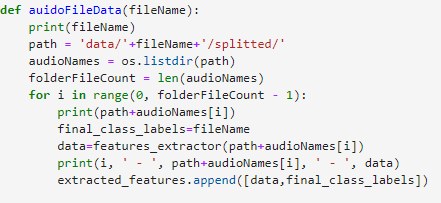 def auidoFileData(fileName):
    print(fileName)
    path = 'data/'+fileName+'/splitted/'
    audioNames = os.listdir(path)
    folderFileCount = len(audioNames)
    for i in range(0, folderFileCount - 1):
        print(path+audioNames[i])
        final_class_labels=fileName
        data=features_extractor(path+audioNames[i])
        print(i, ' - ', path+audioNames[i], ' - ', data)
        extracted_features.append([data,final_class_labels])